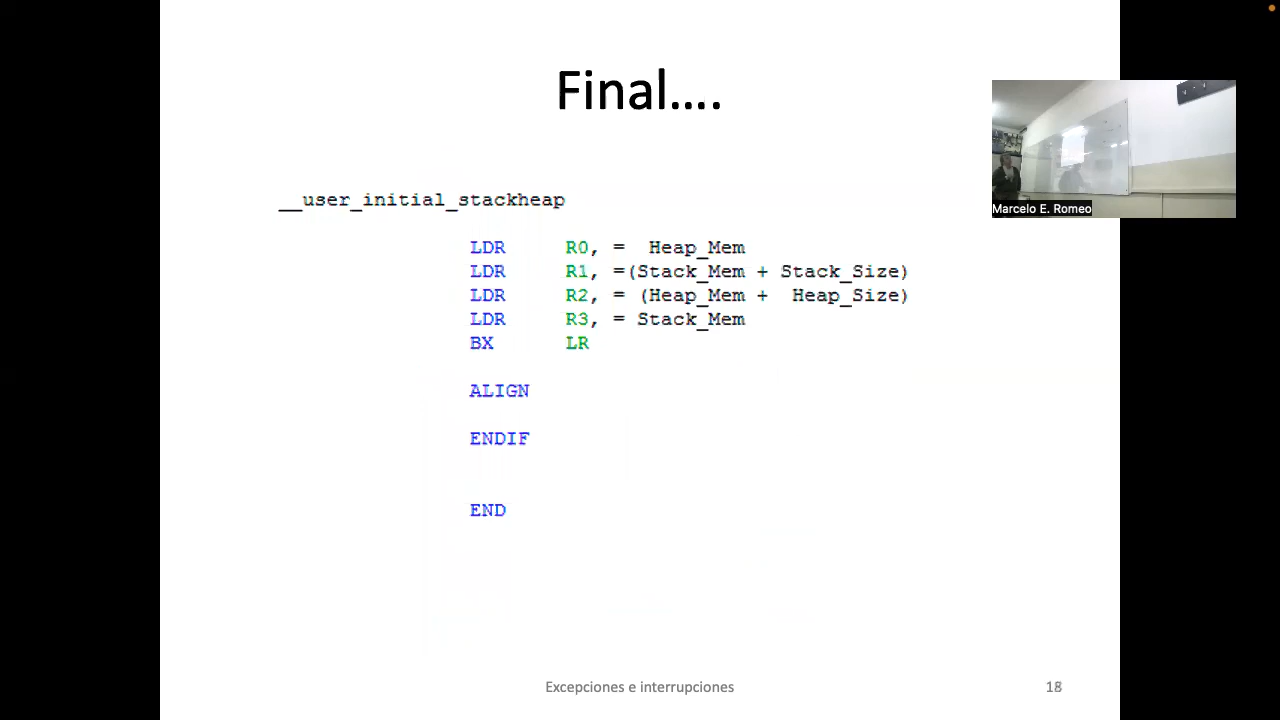 Final....
Marcelo E. Romeo
__user_initial_stackheap
LDR R0, = Heap_Mem
LDR R1, =(Stack_Mem + Stack_Size)
LDR R2, = (Heap_Mem + Heap_Size)
LDR R3, = Stack_Mem
BX LR
ALIGN
ENDIF
END
Excepciones e interrupciones
18